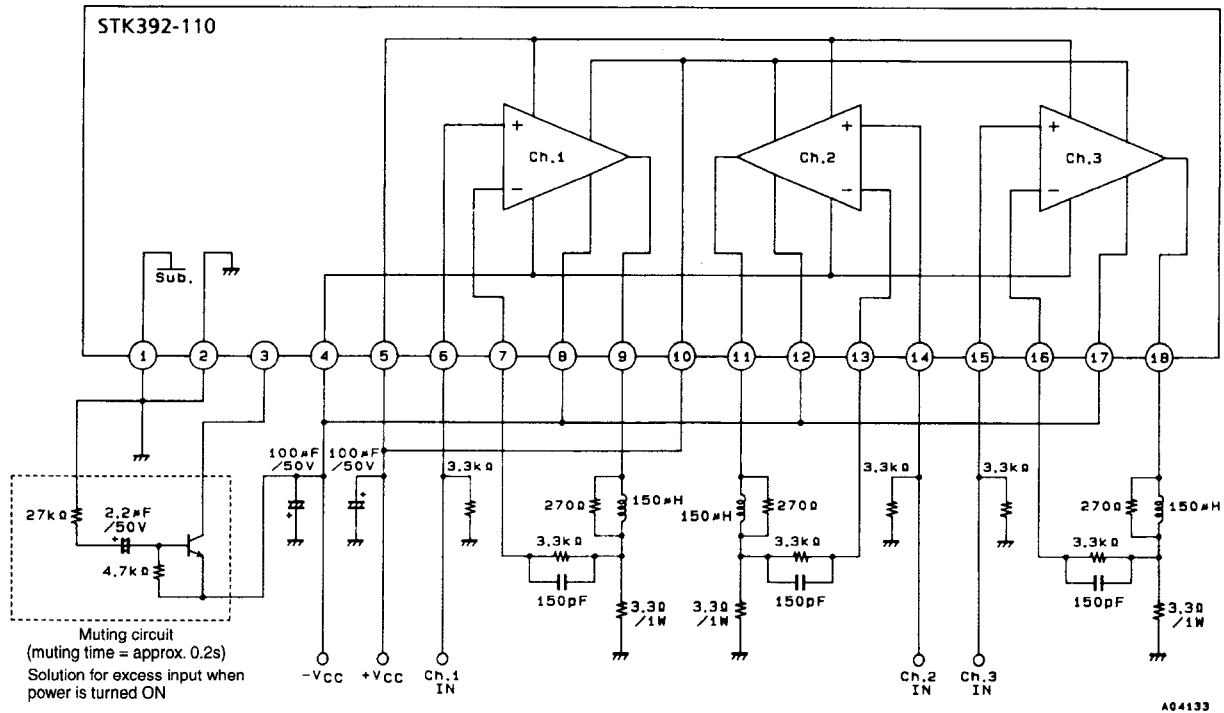 STK392-110
+
Ch.1
−
+
Ch.2
−
+
Ch.3
−
Sub.
1 2 3 4 5 6 7 8 9 10 11 12 13 14 15 16 17 18
27kΩ
2.2µF
/50V
4.7kΩ
100µF
/50V
100µF
/50V
3.3kΩ
270Ω
150µH
3.3kΩ
150pF
3.3Ω
/1W
150µH
270Ω
3.3kΩ
150pF
3.3Ω
/1W
3.3kΩ
3.3kΩ
270Ω
150µH
3.3kΩ
150pF
3.3Ω
/1W
Muting circuit
(muting time = approx. 0.2s)
Solution for excess input when
power is turned ON
−VCC
+VCC
Ch.1
IN
Ch.2
IN
Ch.3
IN
A04133